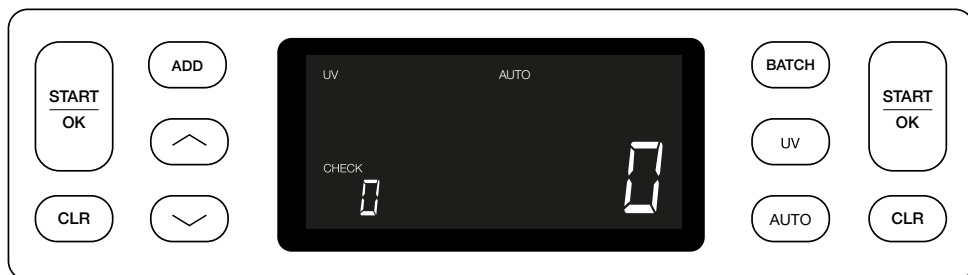 START
OK
ADD
CLR
UV AUTO
CHECK
0
0
BATCH
UV
AUTO
START
OK
CLR